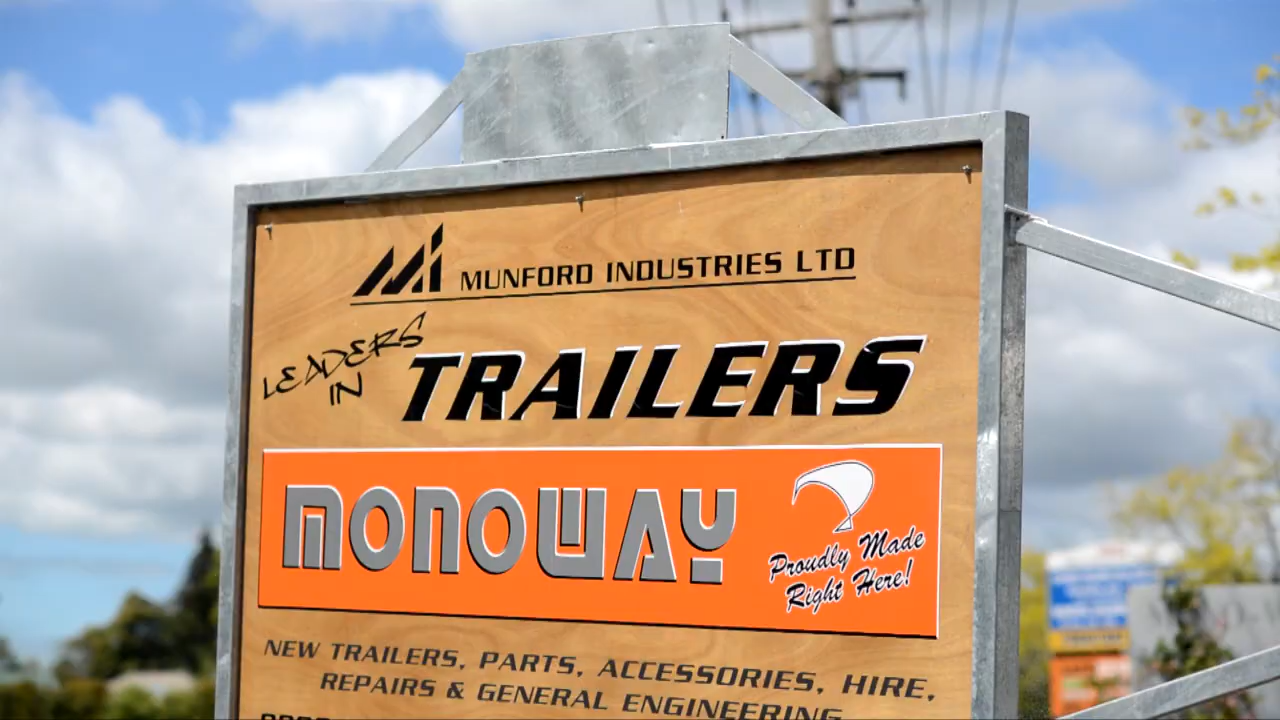 MUNFORD INDUSTRIES LTD
LEADERS
IN
TRAILERS
MONOWAY
Proudly Made
Right Here!
NEW TRAILERS, PARTS, ACCESSORIES, HIRE,
REPAIRS & GENERAL ENGINEERING